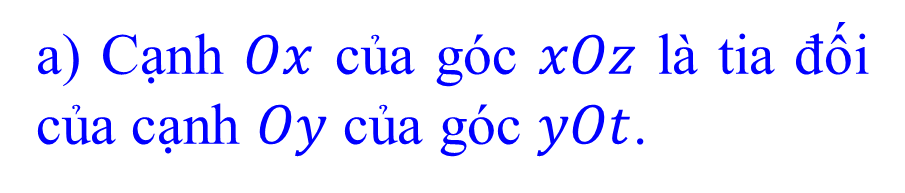 a) Cạnh Ox của góc xOz là tia đối
của cạnh Oy của góc yOt.